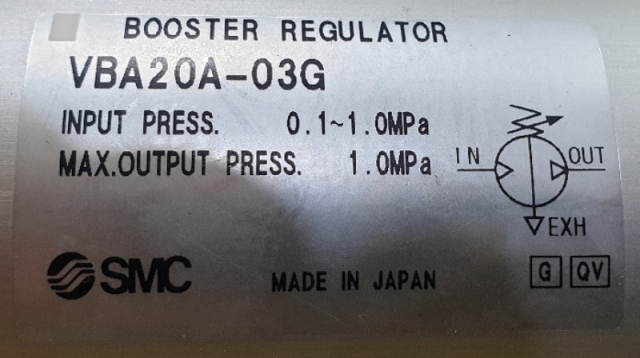 BOOSTER REGULATOR
VBA20A-03G
INPUT PRESS. 0.1~1.0MPa
MAX.OUTPUT PRESS. 1.0MPa
IN OUT
EXH
SMC MADE IN JAPAN G QV